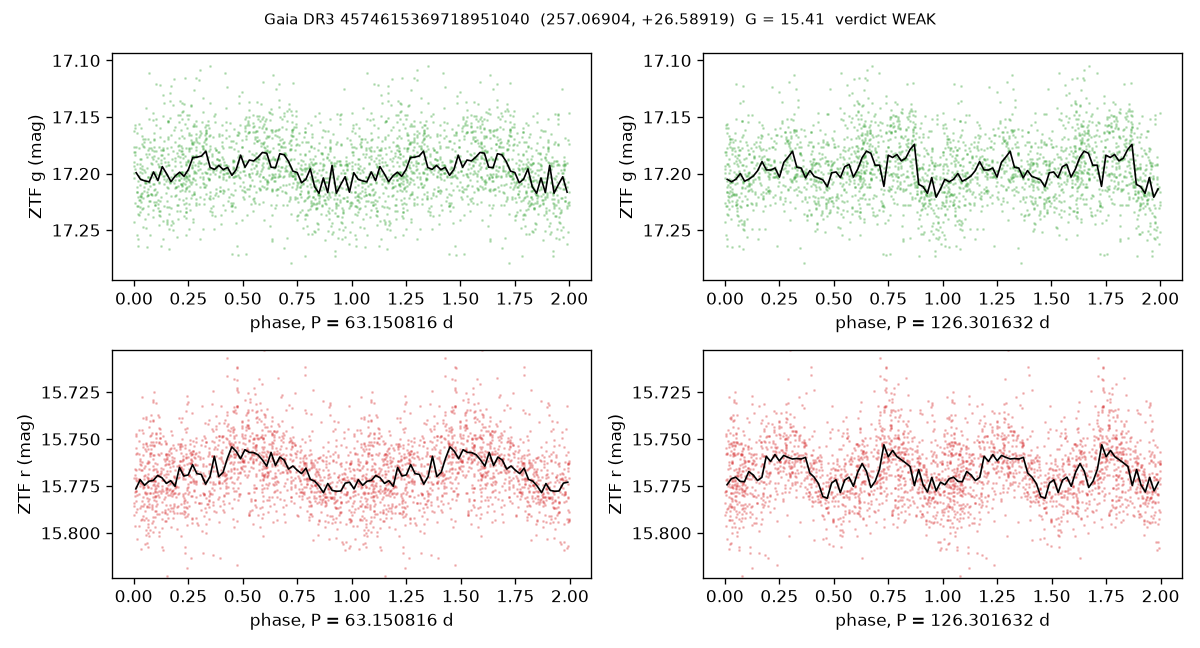 Gaia DR3 4574615369718951040 (257.06904, +26.58919) G = 15.41 verdict WEAK
ZTF g (mag)
17.10
17.15
17.20
17.25
0.00 0.25 0.50 0.75 1.00 1.25 1.50 1.75 2.00
phase, P = 63.150816 d
ZTF g (mag)
17.10
17.15
17.20
17.25
0.00 0.25 0.50 0.75 1.00 1.25 1.50 1.75 2.00
phase, P = 126.301632 d
ZTF r (mag)
15.725
15.750
15.775
15.800
0.00 0.25 0.50 0.75 1.00 1.25 1.50 1.75 2.00
phase, P = 63.150816 d
ZTF r (mag)
15.725
15.750
15.775
15.800
0.00 0.25 0.50 0.75 1.00 1.25 1.50 1.75 2.00
phase, P = 126.301632 d